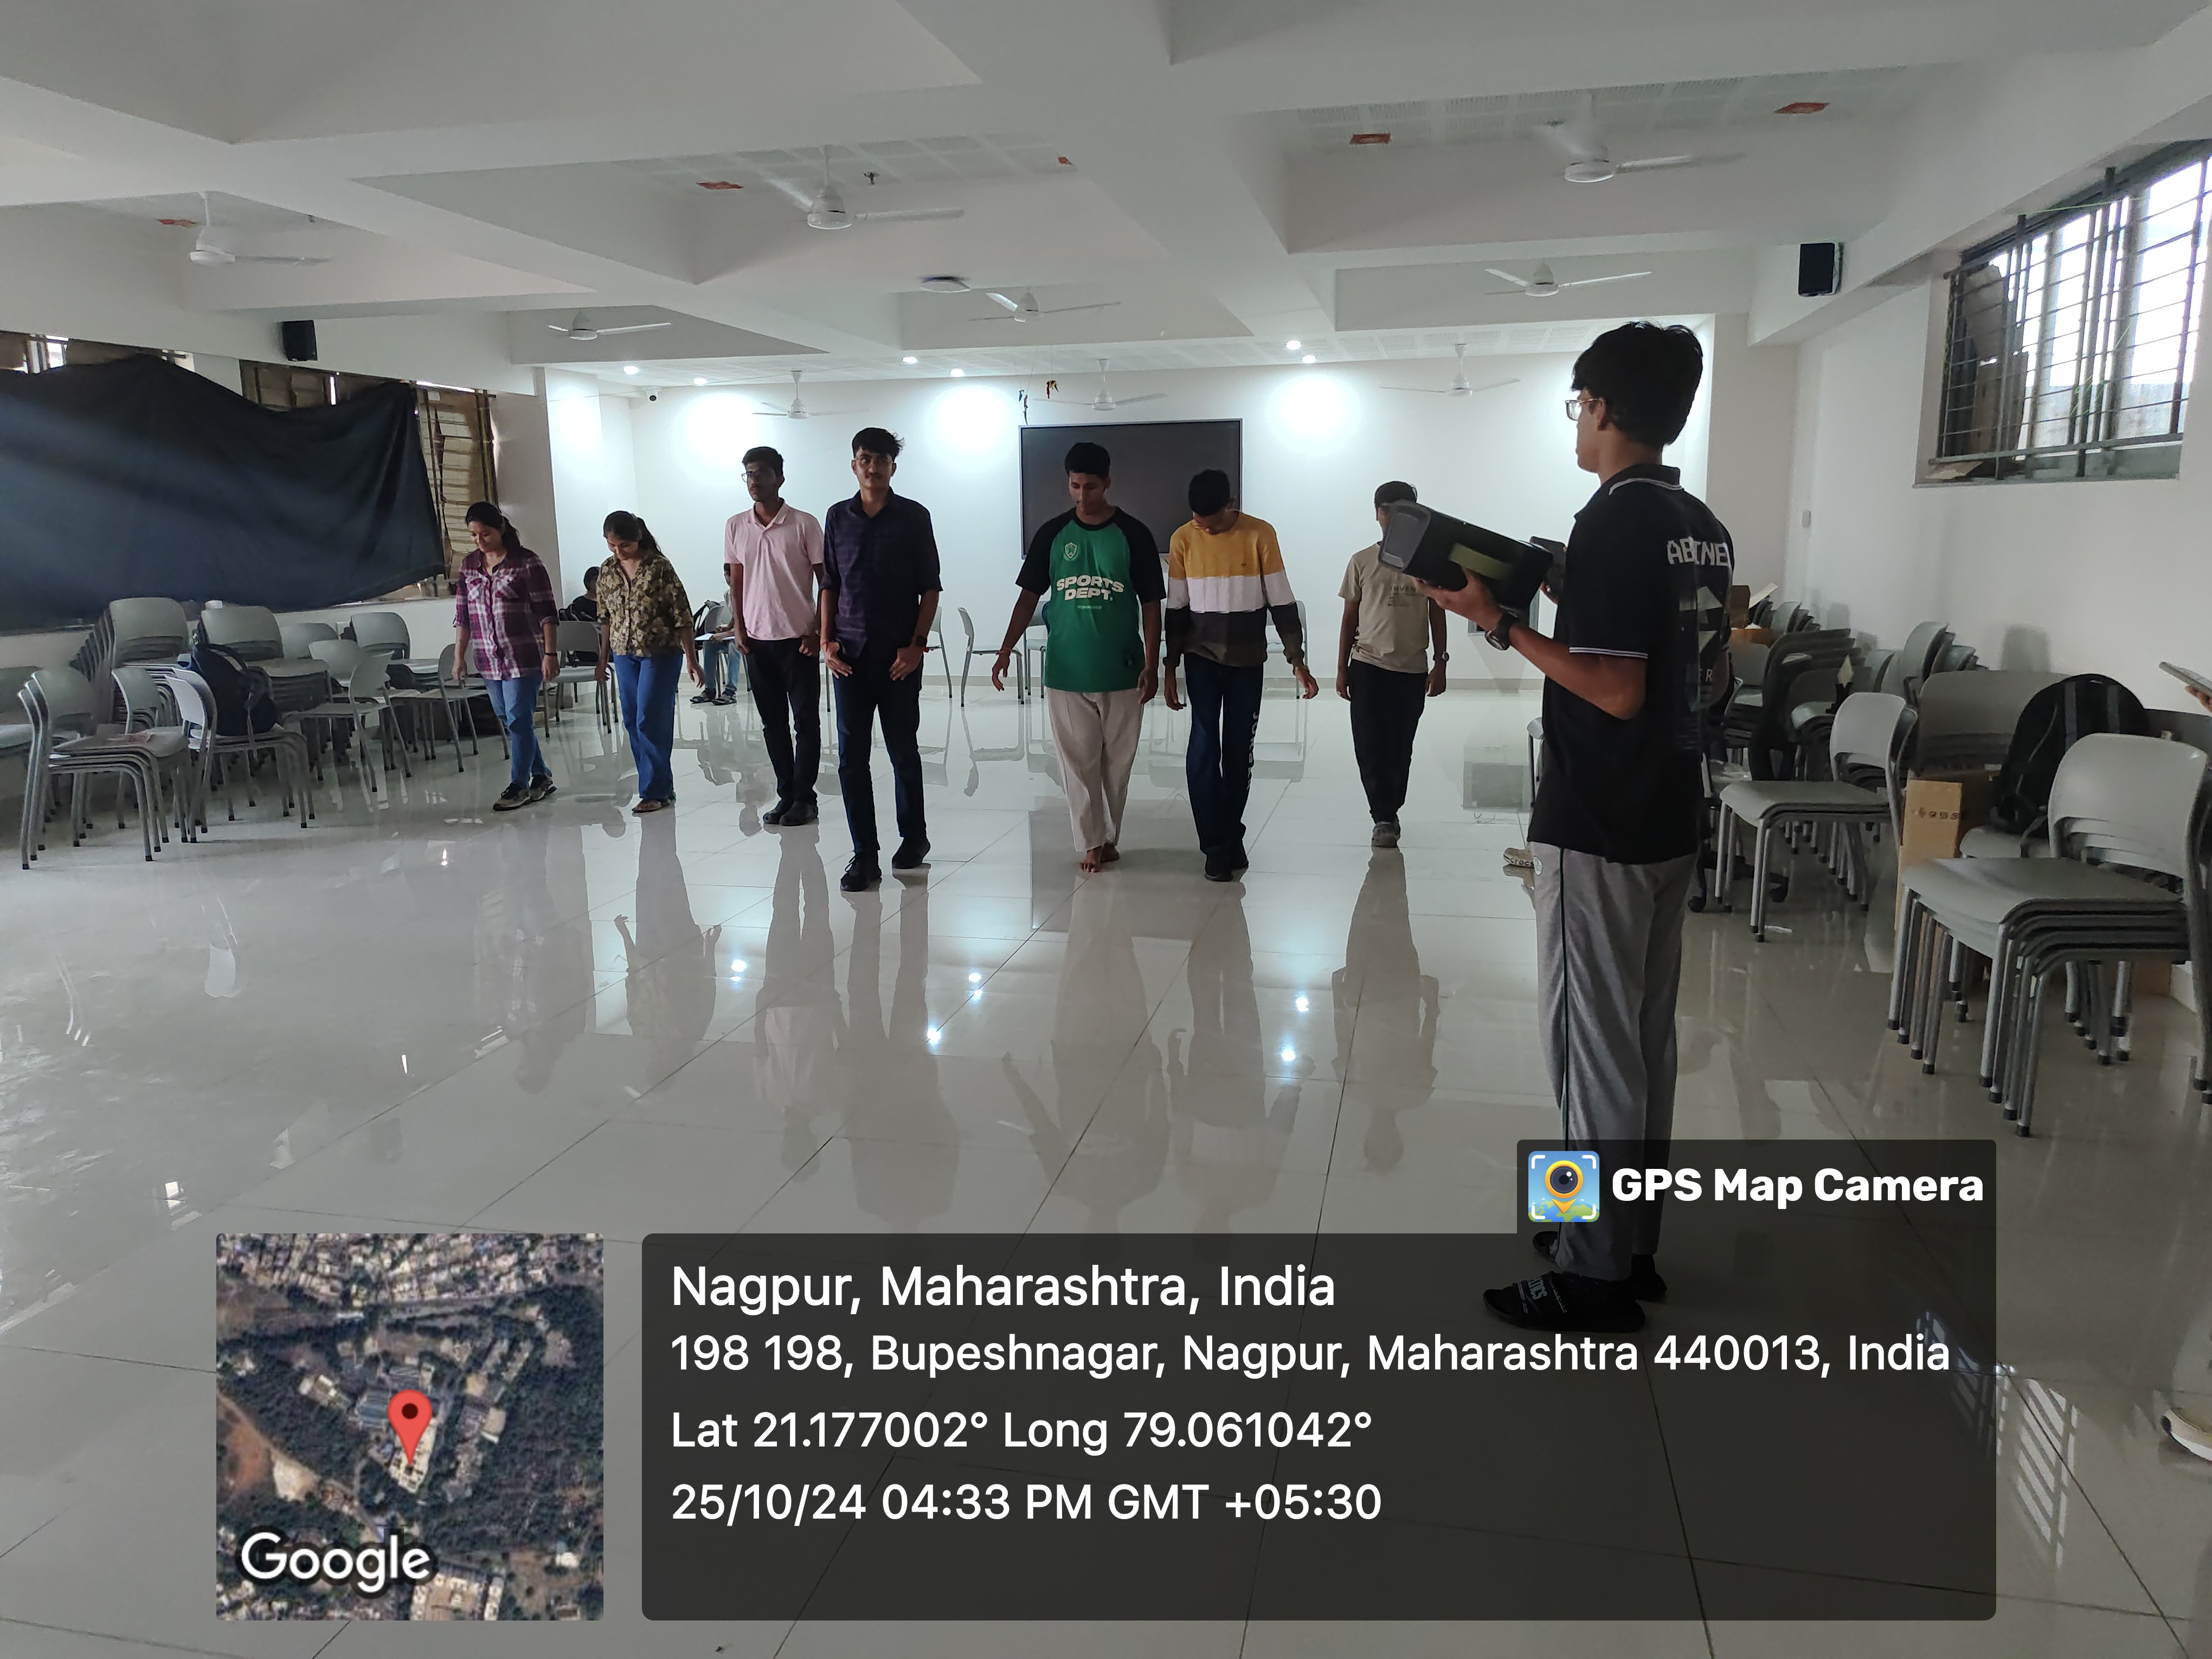 SPORTS
DEPT.
GPS Map Camera
Nagpur, Maharashtra, India
198 198, Bupeshnagar, Nagpur, Maharashtra 440013, India
Lat 21.177002° Long 79.061042°
25/10/24 04:33 PM GMT +05:30
Google